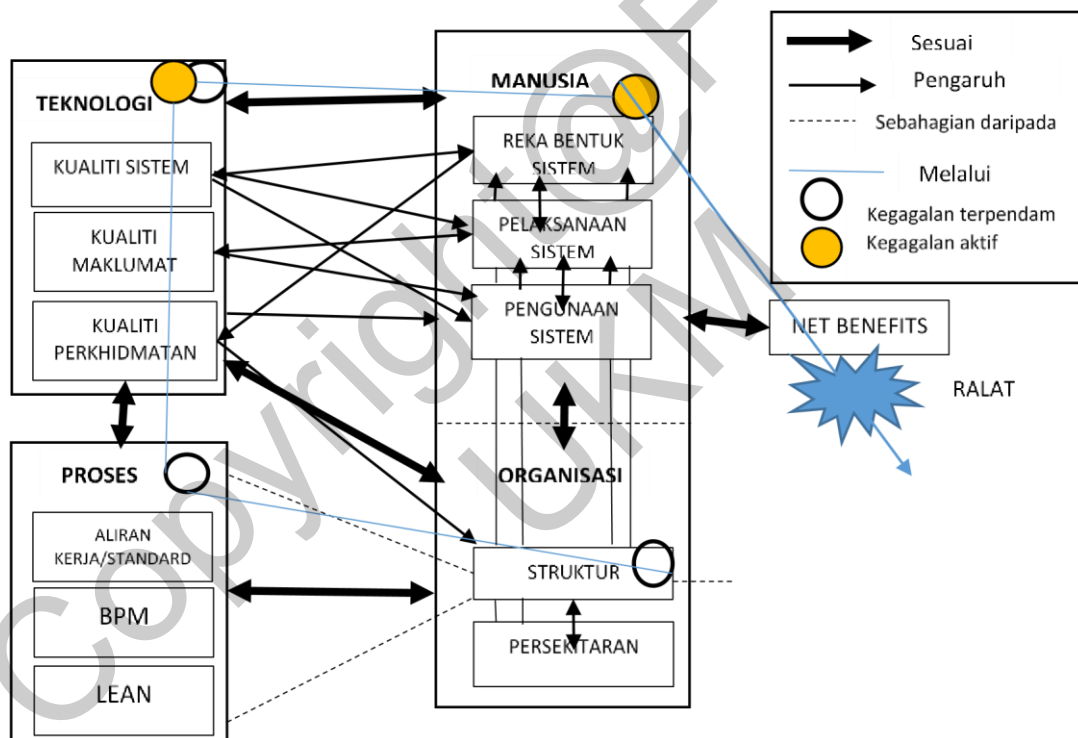 TEKNOLOGI
KUALITI SISTEM
KUALITI
MAKLUMAT
KUALITI
PERKHIDMATAN
PROSES
ALIRAN
KERJA/STANDARD
BPM
LEAN
MANUSIA
REKA BENTUK
SISTEM
PELAKSANAAN
SISTEM
PENGUNAAN
SISTEM
ORGANISASI
STRUKTUR
PERSEKITARAN
Sesuai
Pengaruh
Sebahagian daripada
Melalui
Kegagalan terpendam
Kegagalan aktif
NET BENEFITS
RALAT
Copyright@F
UKM